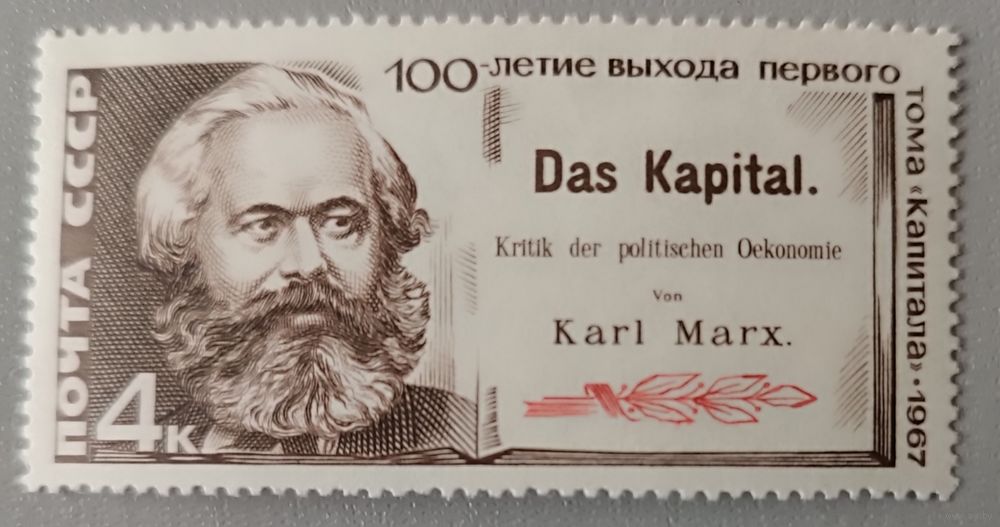 ПОЧТА СССР
4к
100-летие выхода первого
тома «Капитала»·1967
Das Kapital.
Kritik der politischen Oekonomie
Von
Karl Marx.